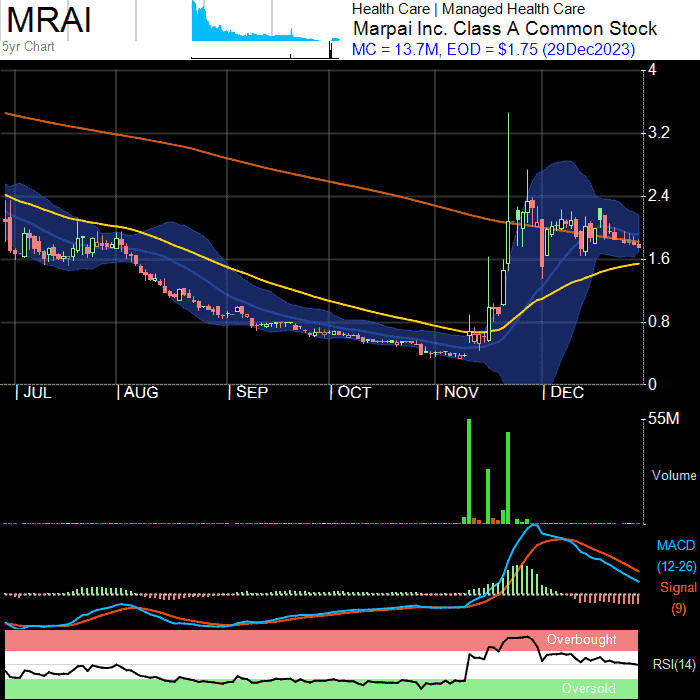 MRAI
5yr Chart
Health Care | Managed Health Care
Marpai Inc. Class A Common Stock
MC = 13.7M, EOD = $1.75 (29Dec2023)
4
3.2
2.4
1.6
0.8
0
JUL
AUG
SEP
OCT
NOV
DEC
55M
Volume
MACD
(12-26)
Signal
(9)
Overbought
RSI(14)
Oversold